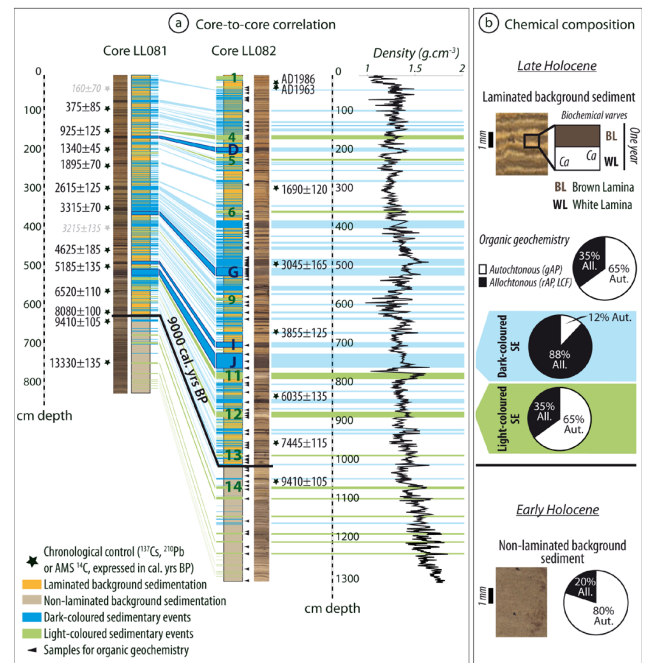 a Core-to-core correlation
Core LL081
Core LL082
Density (g.cm-3)
1
1.5
2
0
100
200
300
400
500
600
700
800
cm depth
160±70
375±85
925±125
1340±45
1895±70
2615±125
3315±70
3215±135
4625±185
5185±135
6520±110
8080±100
9410±105
13330±135
9000 cal. yrs BP
1
4
D
5
6
G
9
I
J
11
12
13
14
AD1986
AD1963
1690±120
3045±165
3855±125
6035±135
7445±115
9410±105
0
100
200
300
400
500
600
700
800
900
1000
1100
1200
1300
cm depth
Chronological control (137Cs, 210Pb
or AMS 14C, expressed in cal. yrs BP)
Laminated background sedimentation
Non-laminated background sedimentation
Dark-coloured sedimentary events
Light-coloured sedimentary events
Samples for organic geochemistry
b Chemical composition
Late Holocene
Laminated background sediment
Biochemical varves
1 mm
BL
Ca
Ca
WL
One year
BL Brown Lamina
WL White Lamina
Organic geochemistry
Autochtonous (gAP)
Allochtonous (rAP, LCF)
35%
All.
65%
Aut.
Dark-coloured
SE
12% Aut.
88%
All.
Light-coloured
SE
35%
All.
65%
Aut.
Early Holocene
Non-laminated background
sediment
1 mm
20%
All.
80%
Aut.